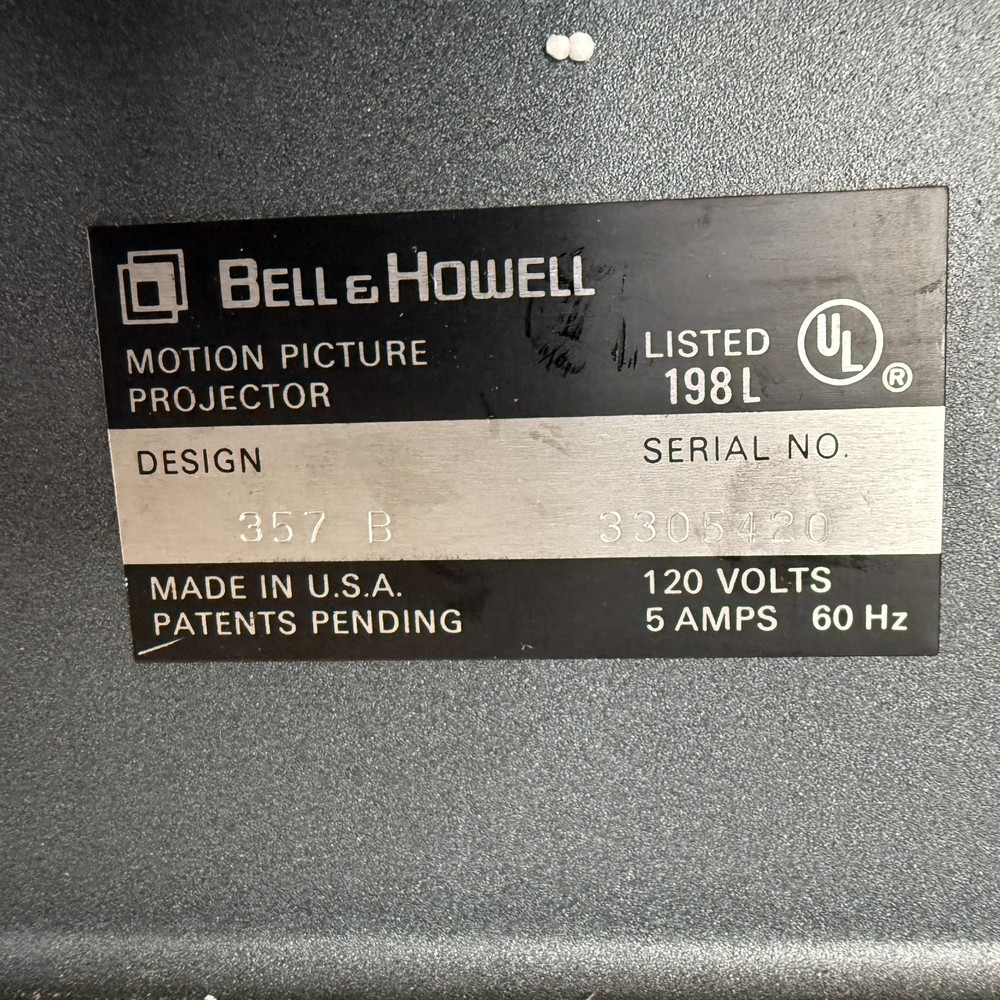 BELL & HOWELL
MOTION PICTURE
PROJECTOR
LISTED
198 L
UL
®
DESIGN
SERIAL NO.
357 B
3305420
MADE IN U.S.A.
PATENTS PENDING
120 VOLTS
5 AMPS 60 Hz